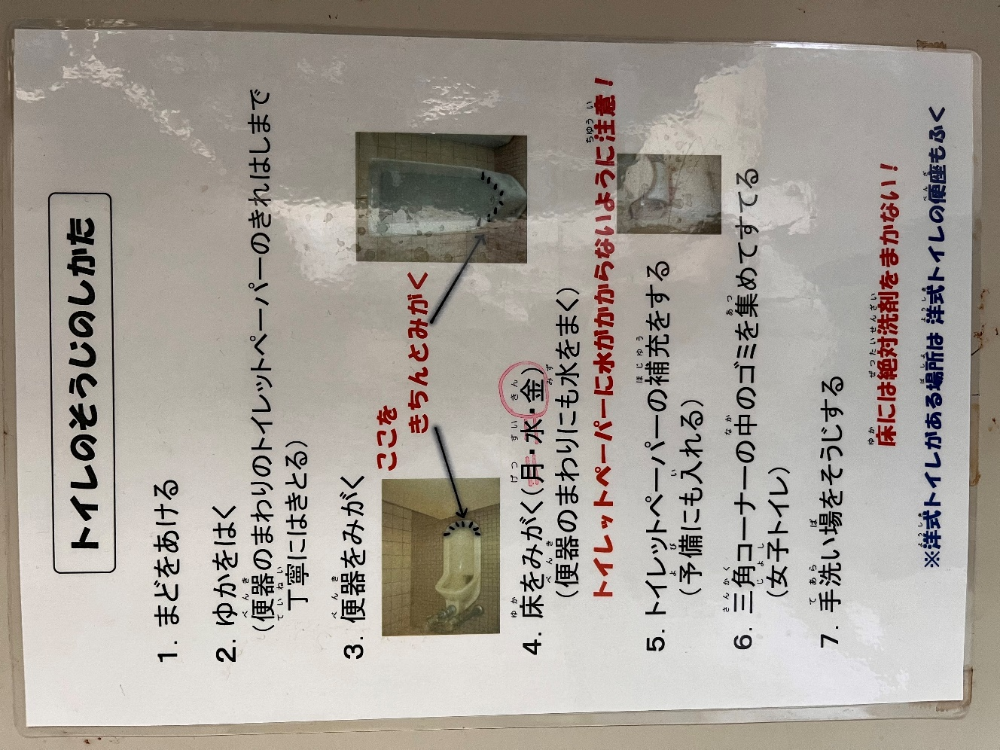 トイレのそうじのしかた
1. まどをあける
2. ゆかをはく
(便器のまわりのトイレットペーパーのきれはしまで
丁寧にはきとる)
3. 便器をみがく
ここを
きちんとみがく
4. 床をみがく(月・水・金)
(便器のまわりにも水をまく)
トイレットペーパーに水がかからないように注意！
5. トイレットペーパーの補充をする
(予備にも入れる)
6. 三角コーナーの中のゴミを集めてすてる
(女子トイレ)
7. 手洗い場をそうじする
床には絶対洗剤をまかない！
※洋式トイレがある場所は 洋式トイレの便座もふく